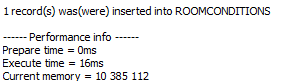 1 record(s) was(were) inserted into ROOMCONDITIONS
------ Performance info ------
Prepare time = 0ms
Execute time = 16ms
Current memory = 10 385 112